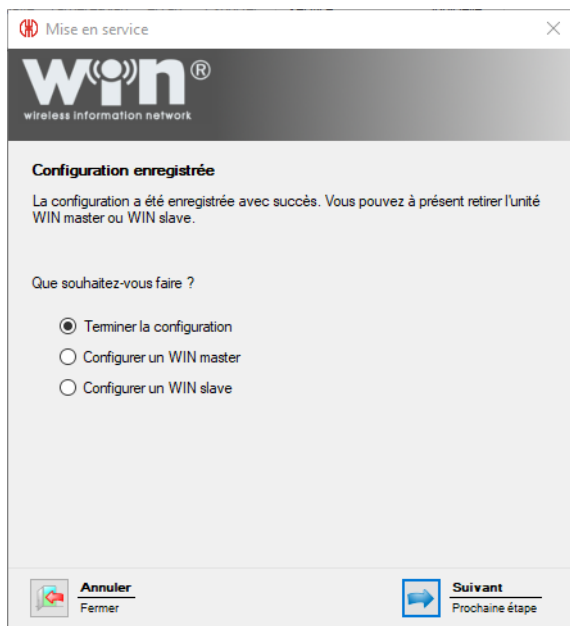 Mise en service
WIN®
wireless information network
Configuration enregistrée
La configuration a été enregistrée avec succès. Vous pouvez à présent retirer l'unité
WIN master ou WIN slave.
Que souhaitez-vous faire ?
Terminer la configuration
Configurer un WIN master
Configurer un WIN slave
Annuler
Fermer
Suivant
Prochaine étape